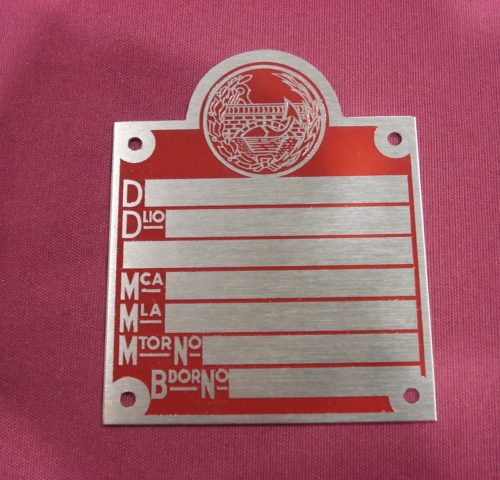 D
DLIO
MCA
MLA
MTOR NO
BDOR NO